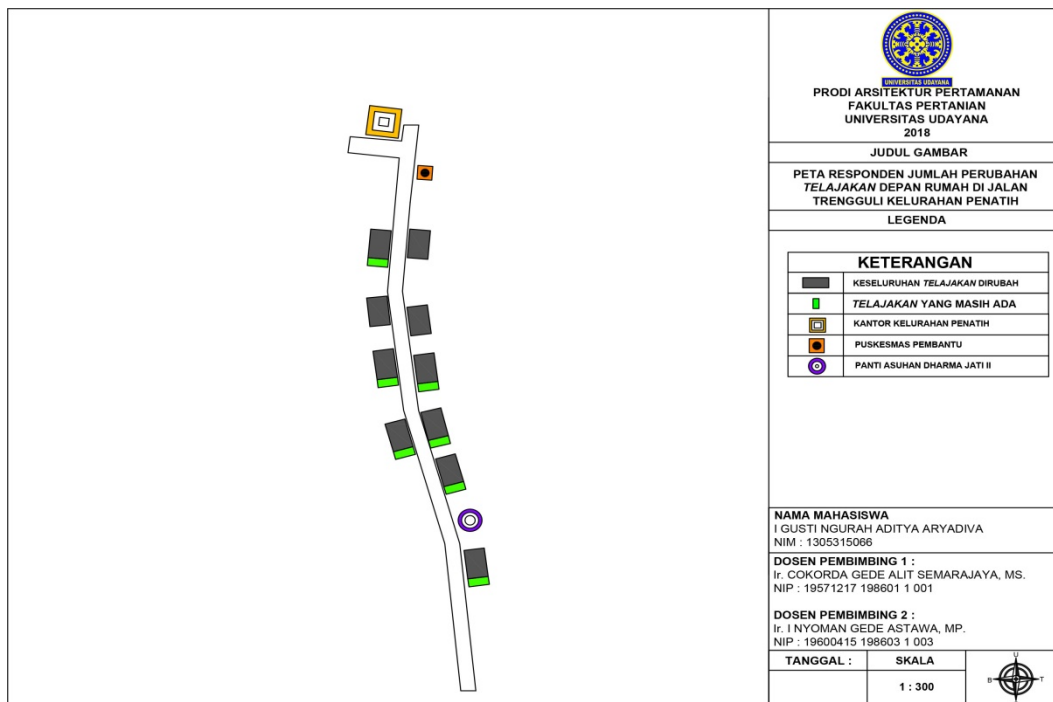 UNIVERSITAS UDAYANA
PRODI ARSITEKTUR PERTAMANAN
FAKULTAS PERTANIAN
UNIVERSITAS UDAYANA
2018
JUDUL GAMBAR
PETA RESPONDEN JUMLAH PERUBAHAN
TELAJAKAN DEPAN RUMAH DI JALAN
TRENGGULI KELURAHAN PENATIH
LEGENDA
KETERANGAN
KESELURUHAN TELAJAKAN DIRUBAH
TELAJAKAN YANG MASIH ADA
KANTOR KELURAHAN PENATIH
PUSKESMAS PEMBANTU
PANTI ASUHAN DHARMA JATI II
NAMA MAHASISWA
I GUSTI NGURAH ADITYA ARYADIVA
NIM : 1305315066
DOSEN PEMBIMBING 1 :
Ir. COKORDA GEDE ALIT SEMARAJAYA, MS.
NIP : 19571217 198601 1 001
DOSEN PEMBIMBING 2 :
Ir. I NYOMAN GEDE ASTAWA, MP.
NIP : 19600415 198603 1 003
TANGGAL :
SKALA
1 : 300
U
B
T